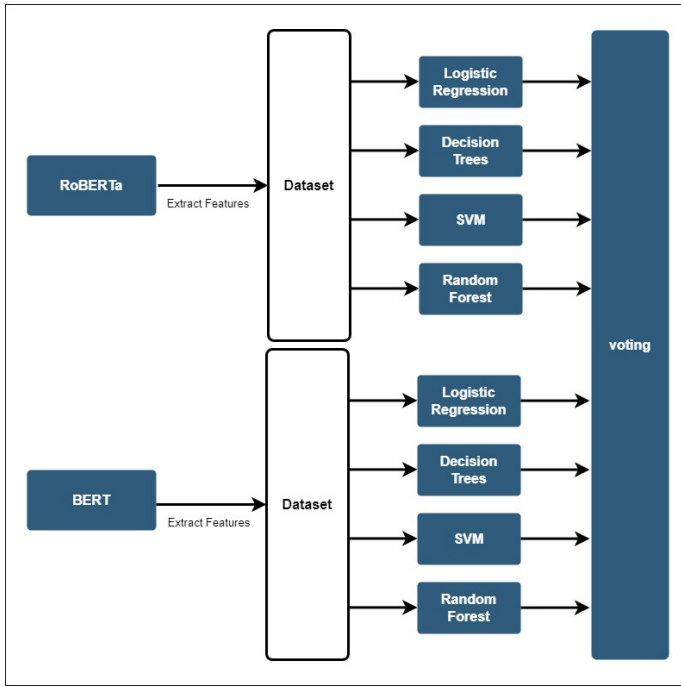 RoBERTa
Extract Features
Dataset
Logistic
Regression
Decision
Trees
SVM
Random
Forest
voting
BERT
Extract Features
Dataset
Logistic
Regression
Decision
Trees
SVM
Random
Forest